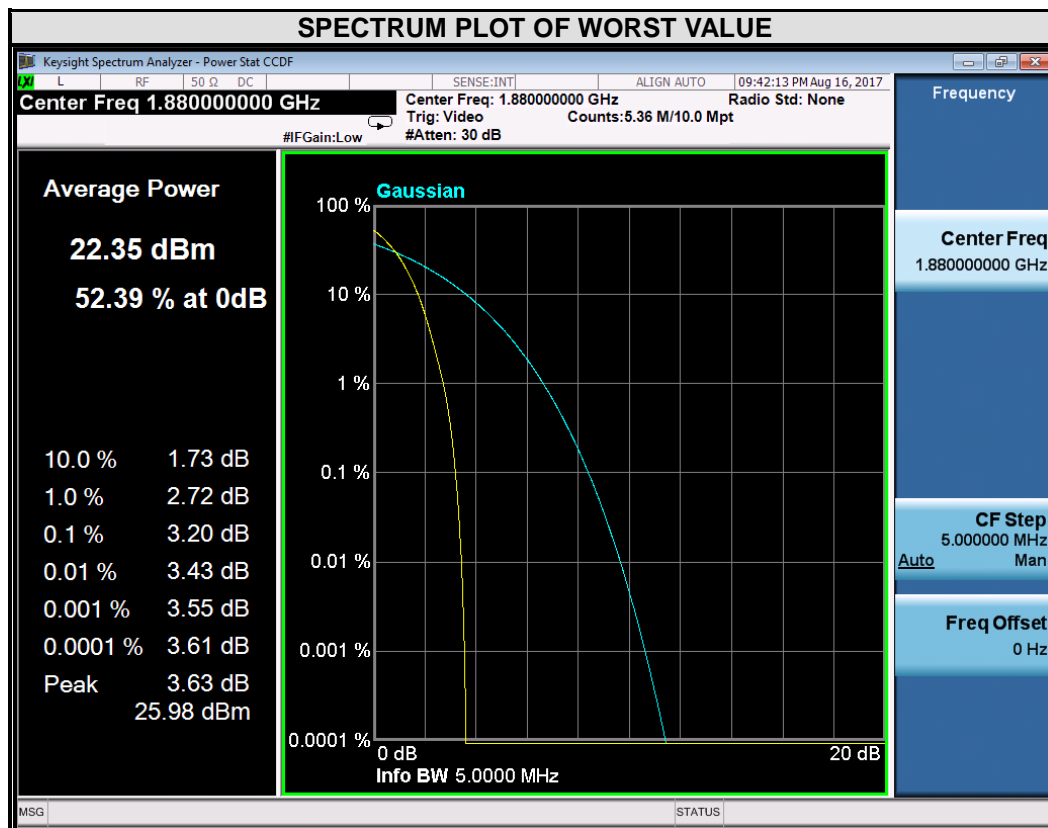 SPECTRUM PLOT OF WORST VALUE
Keysight Spectrum Analyzer - Power Stat CCDF
LXI L RF 50 Ω DC SENSE:INT ALIGN AUTO 09:42:13 PM Aug 16, 2017
Center Freq 1.880000000 GHz
Center Freq: 1.880000000 GHz Radio Std: None
Trig: Video Counts:5.36 M/10.0 Mpt
#IFGain:Low #Atten: 30 dB
Average Power
22.35 dBm
52.39 % at 0dB
10.0 % 1.73 dB
1.0 % 2.72 dB
0.1 % 3.20 dB
0.01 % 3.43 dB
0.001 % 3.55 dB
0.0001 % 3.61 dB
Peak 3.63 dB
25.98 dBm
Gaussian
100 %
10 %
1 %
0.1 %
0.01 %
0.001 %
0.0001 %
0 dB 20 dB
Info BW 5.0000 MHz
Frequency
Center Freq
1.880000000 GHz
CF Step
5.000000 MHz
Auto Man
Freq Offset
0 Hz
MSG STATUS